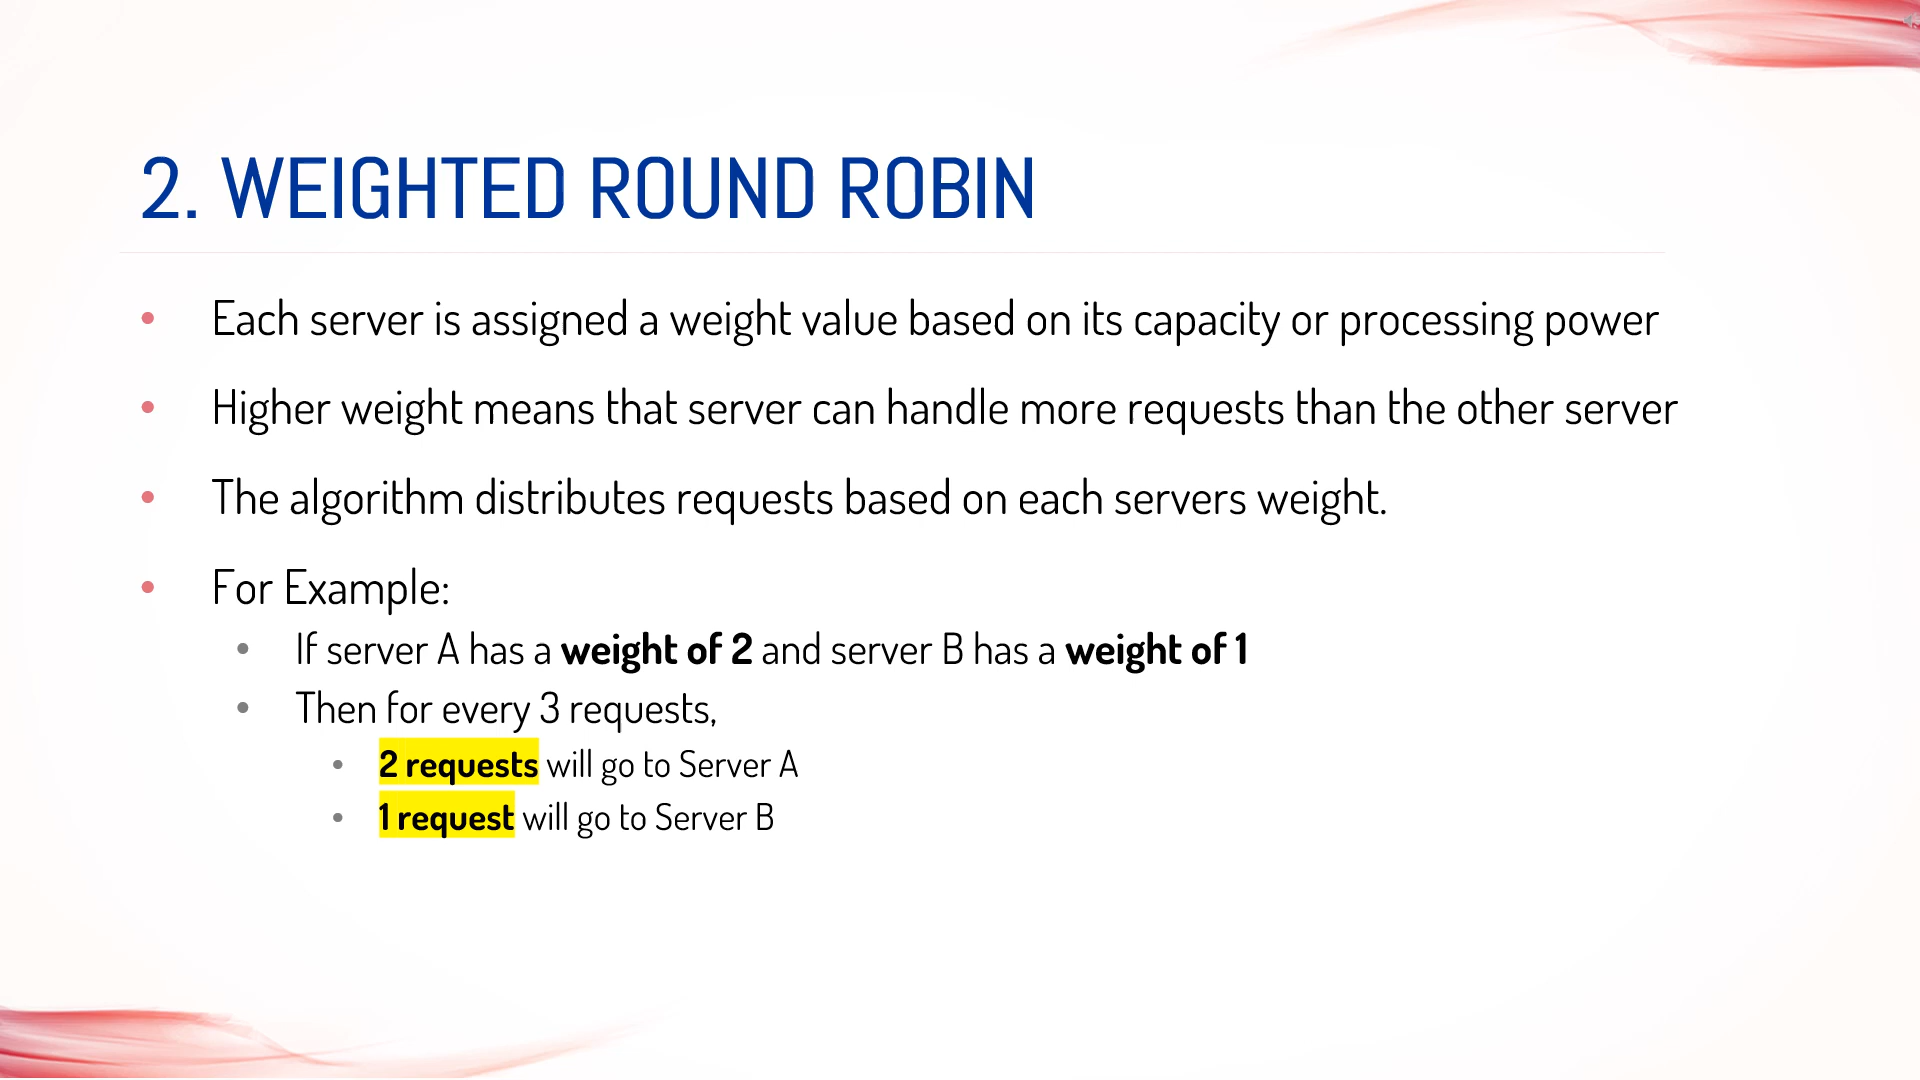 2. WEIGHTED ROUND ROBIN
• Each server is assigned a weight value based on its capacity or processing power
• Higher weight means that server can handle more requests than the other server
• The algorithm distributes requests based on each servers weight.
• For Example:
• If server A has a weight of 2 and server B has a weight of 1
• Then for every 3 requests,
• 2 requests will go to Server A
• 1 request will go to Server B